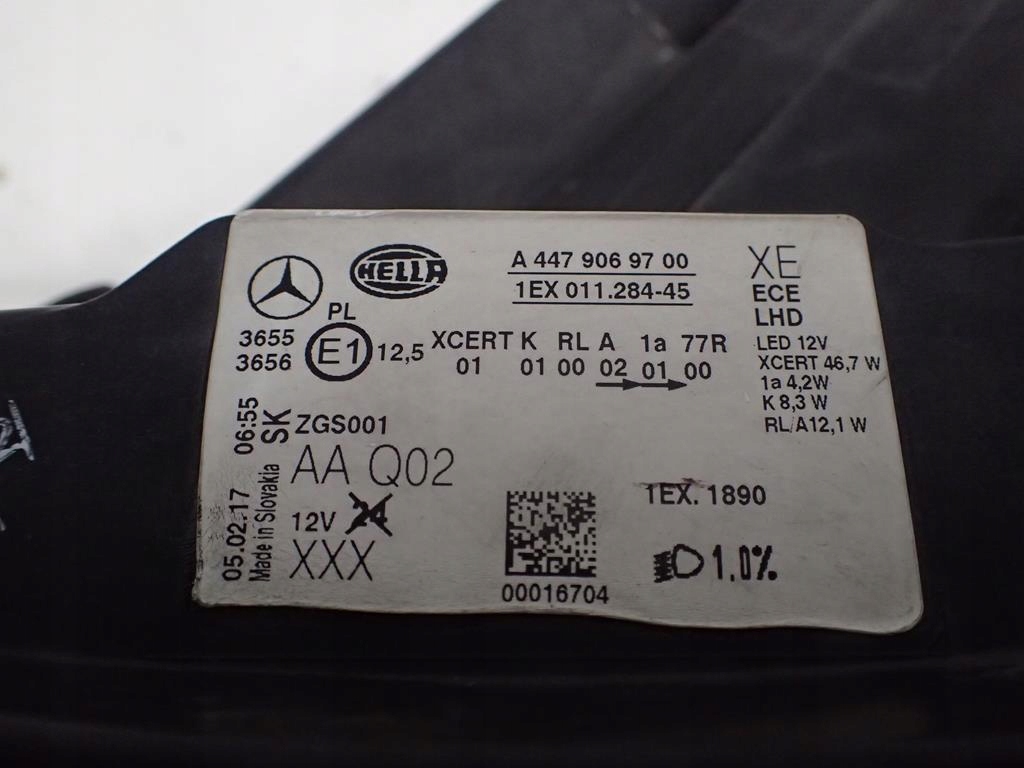 HELLA
A 447 906 97 00
1EX 011.284-45
XE
ECE
LHD
LED 12V
XCERT 46,7 W
1a 4,2W
K 8,3 W
RL/A12,1 W
PL
3655
3656
E1
12,5
XCERT K RL A 1a 77R
01 01 00 02 01 00
05.02.17 06:55
Made in Slovakia SK
ZGS001
AA Q02
12V 24
XXX
00016704
1EX. 1890
1.0%